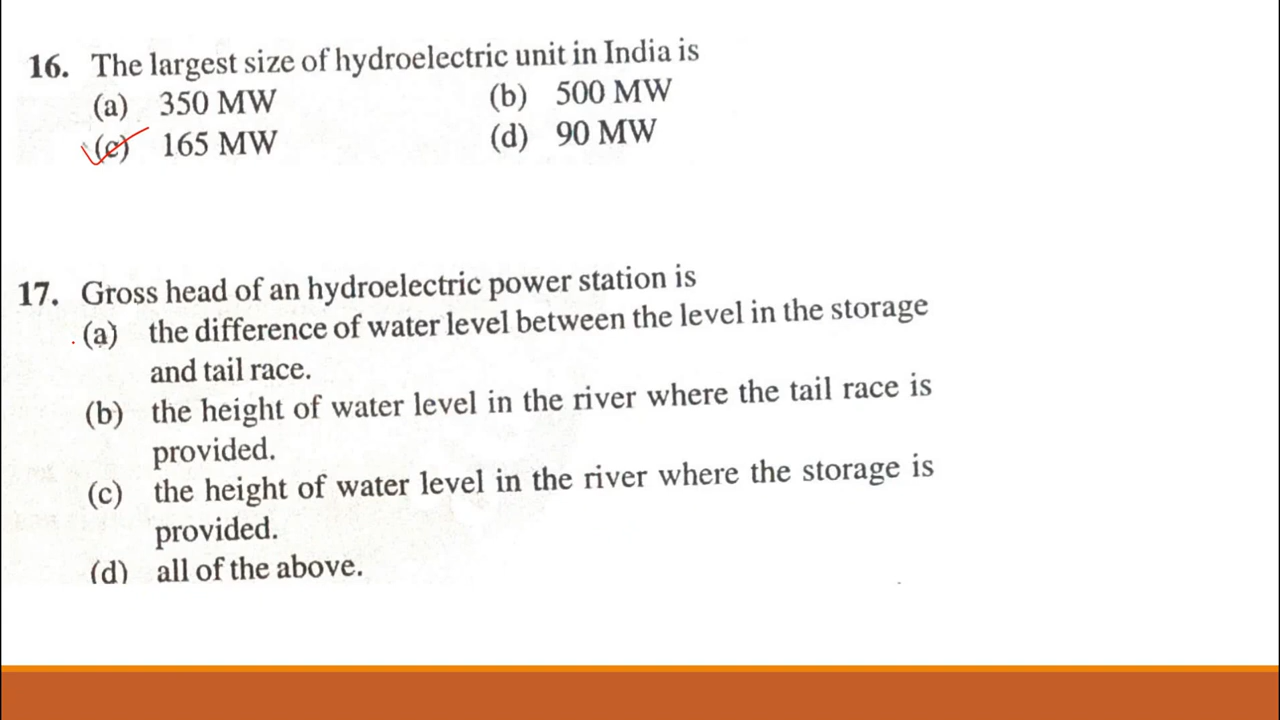 16. The largest size of hydroelectric unit in India is
(a) 350 MW (b) 500 MW
(c) 165 MW (d) 90 MW
17. Gross head of an hydroelectric power station is
(a) the difference of water level between the level in the storage
and tail race.
(b) the height of water level in the river where the tail race is
provided.
(c) the height of water level in the river where the storage is
provided.
(d) all of the above.